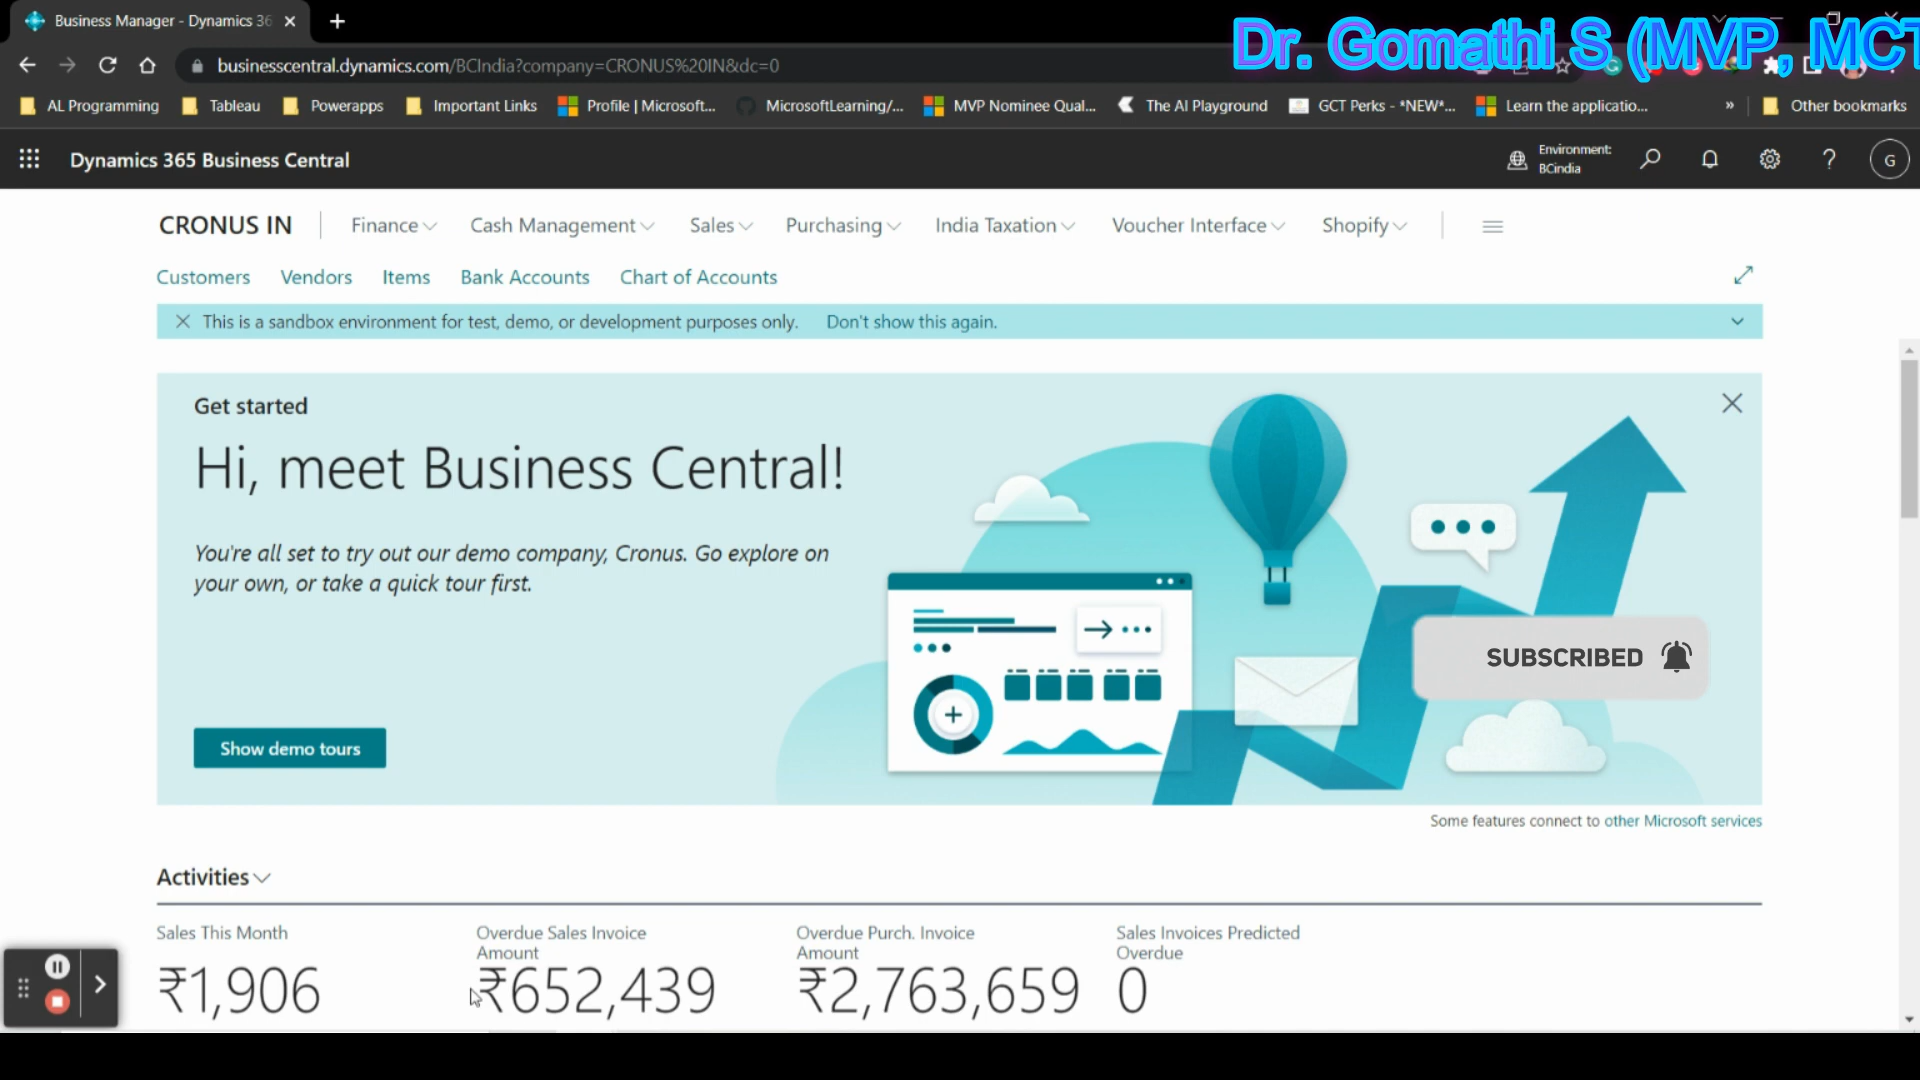 Business Manager - Dynamics 36
Dr. Gomathi S (MVP, MCT
businesscentral.dynamics.com/BCIndia?company=CRONUS%20IN&dc=0
AL Programming Tableau Powerapps Important Links Profile | Microsoft... MicrosoftLearning/... MVP Nominee Qual... The AI Playground GCT Perks - *NEW*... Learn the applicatio... » Other bookmarks
Dynamics 365 Business Central
Environment:
BCindia
?
G
CRONUS IN Finance Cash Management Sales Purchasing India Taxation Voucher Interface Shopify
Customers Vendors Items Bank Accounts Chart of Accounts
This is a sandbox environment for test, demo, or development purposes only. Don't show this again.
Get started
Hi, meet Business Central!
You're all set to try out our demo company, Cronus. Go explore on
your own, or take a quick tour first.
SUBSCRIBED
Show demo tours
Some features connect to other Microsoft services
Activities
Sales This Month
₹1,906
Overdue Sales Invoice
Amount
₹652,439
Overdue Purch. Invoice
Amount
₹2,763,659
Sales Invoices Predicted
Overdue
0